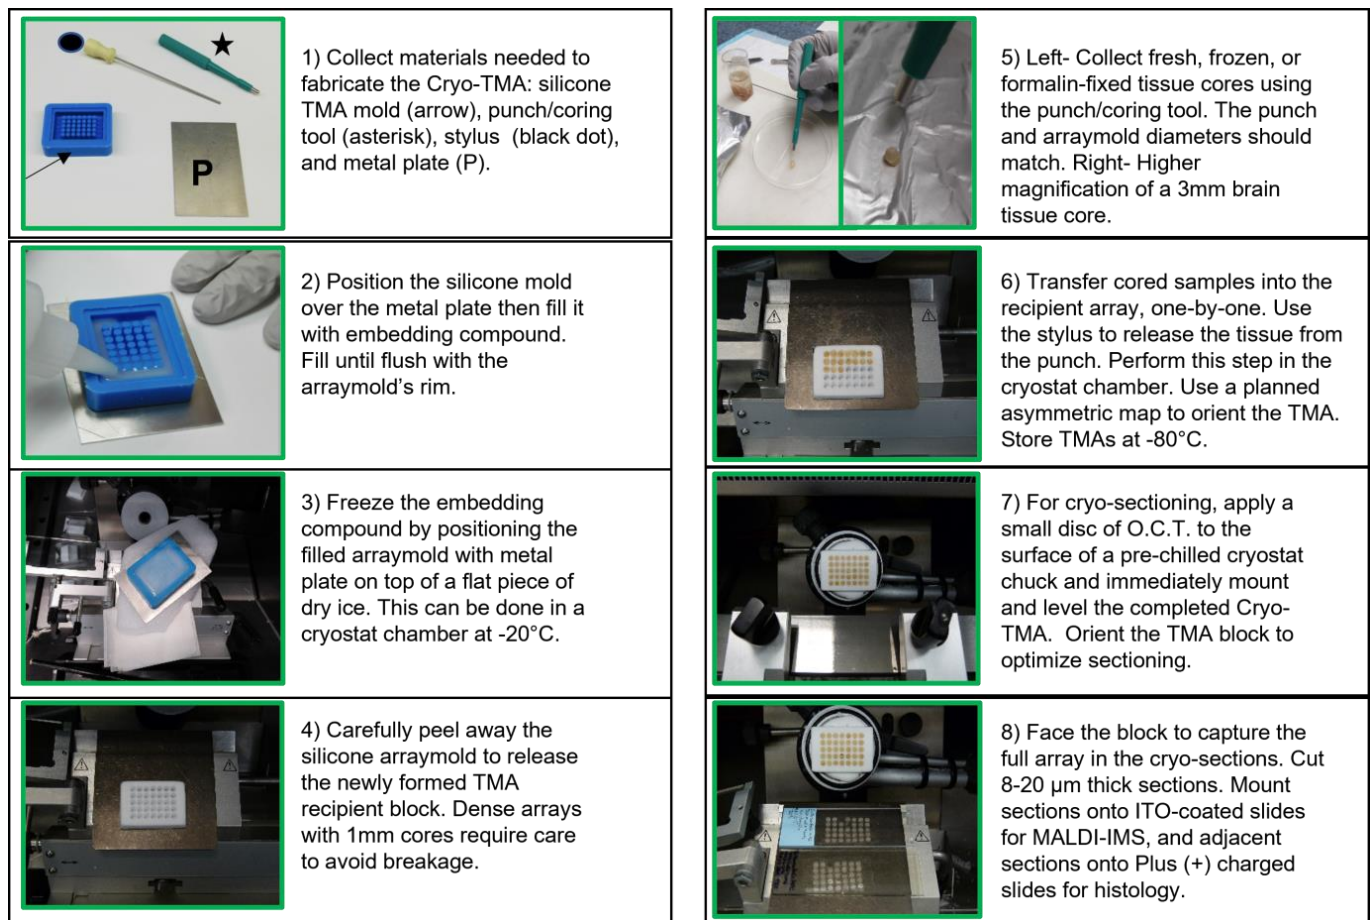 1) Collect materials needed to
fabricate the Cryo-TMA: silicone
TMA mold (arrow), punch/coring
tool (asterisk), stylus  (black dot),
and metal plate (P).
P
2) Position the silicone mold
over the metal plate then fill it
with embedding compound.
Fill until flush with the
arraymold’s rim.
3) Freeze the embedding
compound by positioning the
filled arraymold with metal
plate on top of a flat piece of
dry ice. This can be done in a
cryostat chamber at -20°C.
4) Carefully peel away the
silicone arraymold to release
the newly formed TMA
recipient block. Dense arrays
with 1mm cores require care
to avoid breakage.
5) Left- Collect fresh, frozen, or
formalin-fixed tissue cores using
the punch/coring tool. The punch
and arraymold diameters should
match. Right- Higher
magnification of a 3mm brain
tissue core.
6) Transfer cored samples into the
recipient array, one-by-one. Use
the stylus to release the tissue from
the punch. Perform this step in the
cryostat chamber. Use a planned
asymmetric map to orient the TMA.
Store TMAs at -80°C.
7) For cryo-sectioning, apply a
small disc of O.C.T. to the
surface of a pre-chilled cryostat
chuck and immediately mount
and level the completed Cryo-
TMA.  Orient the TMA block to
optimize sectioning.
8) Face the block to capture the
full array in the cryo-sections. Cut
8-20 µm thick sections. Mount
sections onto ITO-coated slides
for MALDI-IMS, and adjacent
sections onto Plus (+) charged
slides for histology.